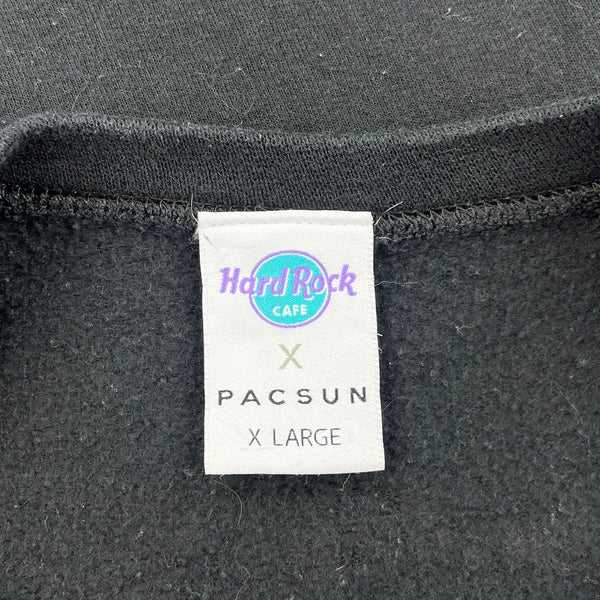 Hard Rock
CAFE
X
PACSUN
X LARGE